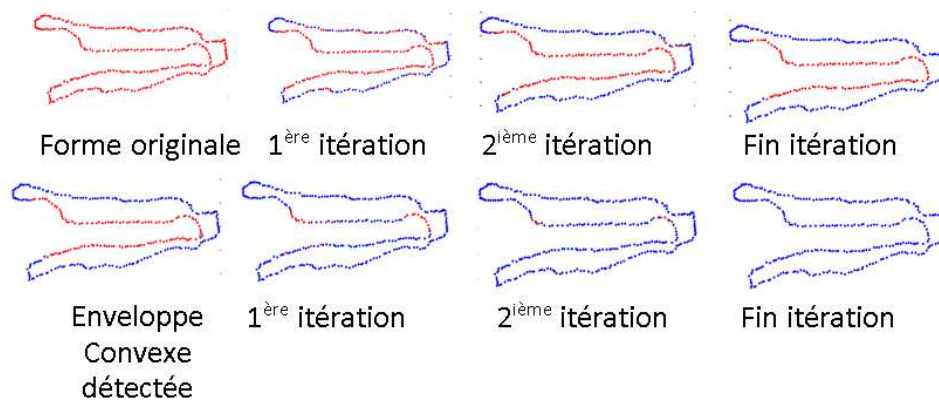 Forme originale
1ère itération
2ième itération
Fin itération
Enveloppe
Convexe
détectée
1ère itération
2ième itération
Fin itération